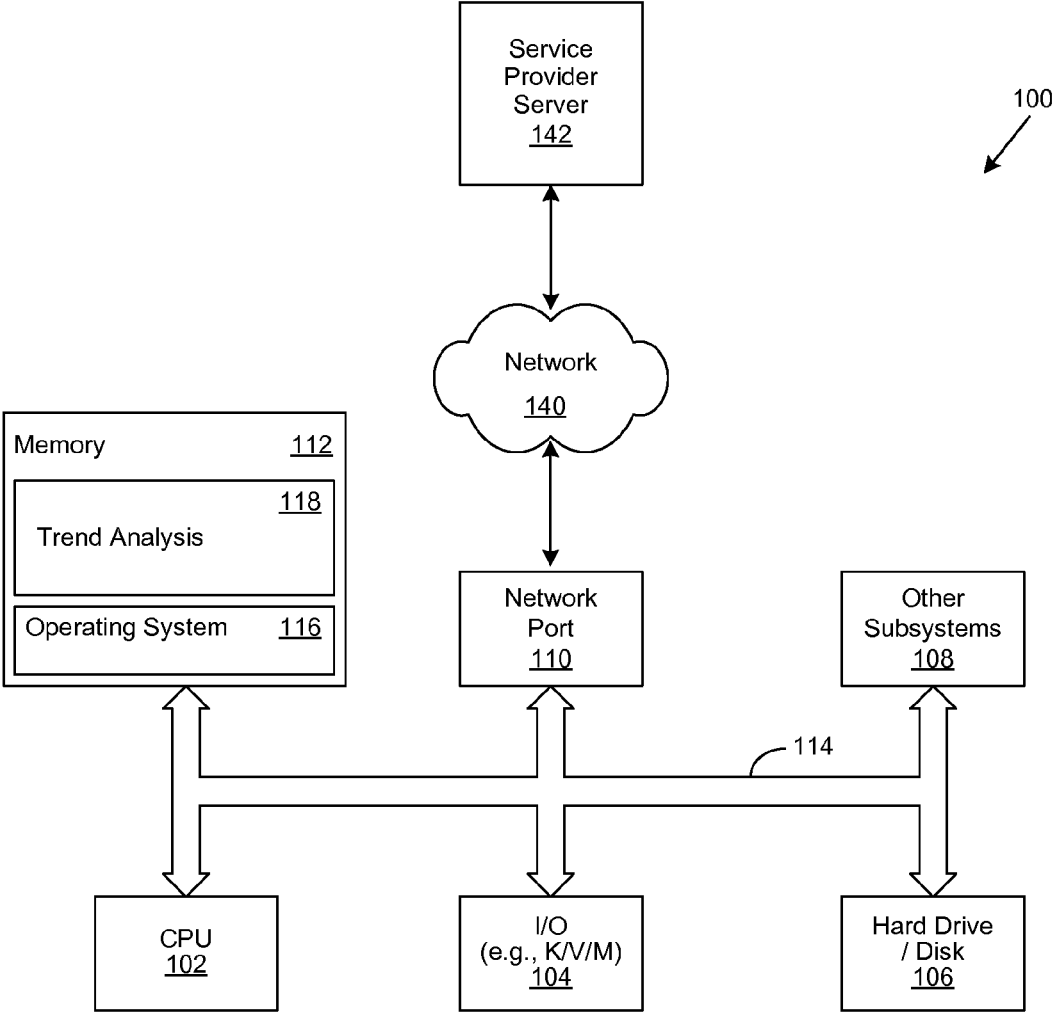 Service
Provider
Server
142
100
Network
140
Memory 112
118
Trend Analysis
Operating System 116
Network
Port
110
Other
Subsystems
108
114
CPU
102
I/O
(e.g., K/V/M)
104
Hard Drive
/ Disk
106